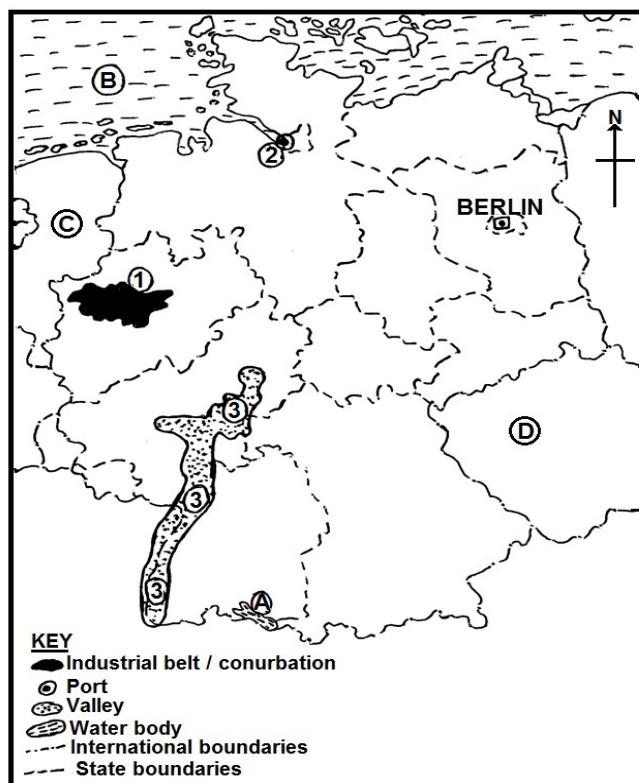 B
N
2
C
BERLIN
1
3
D
3
3
A
KEY
Industrial belt / conurbation
Port
Valley
Water body
International boundaries
State boundaries